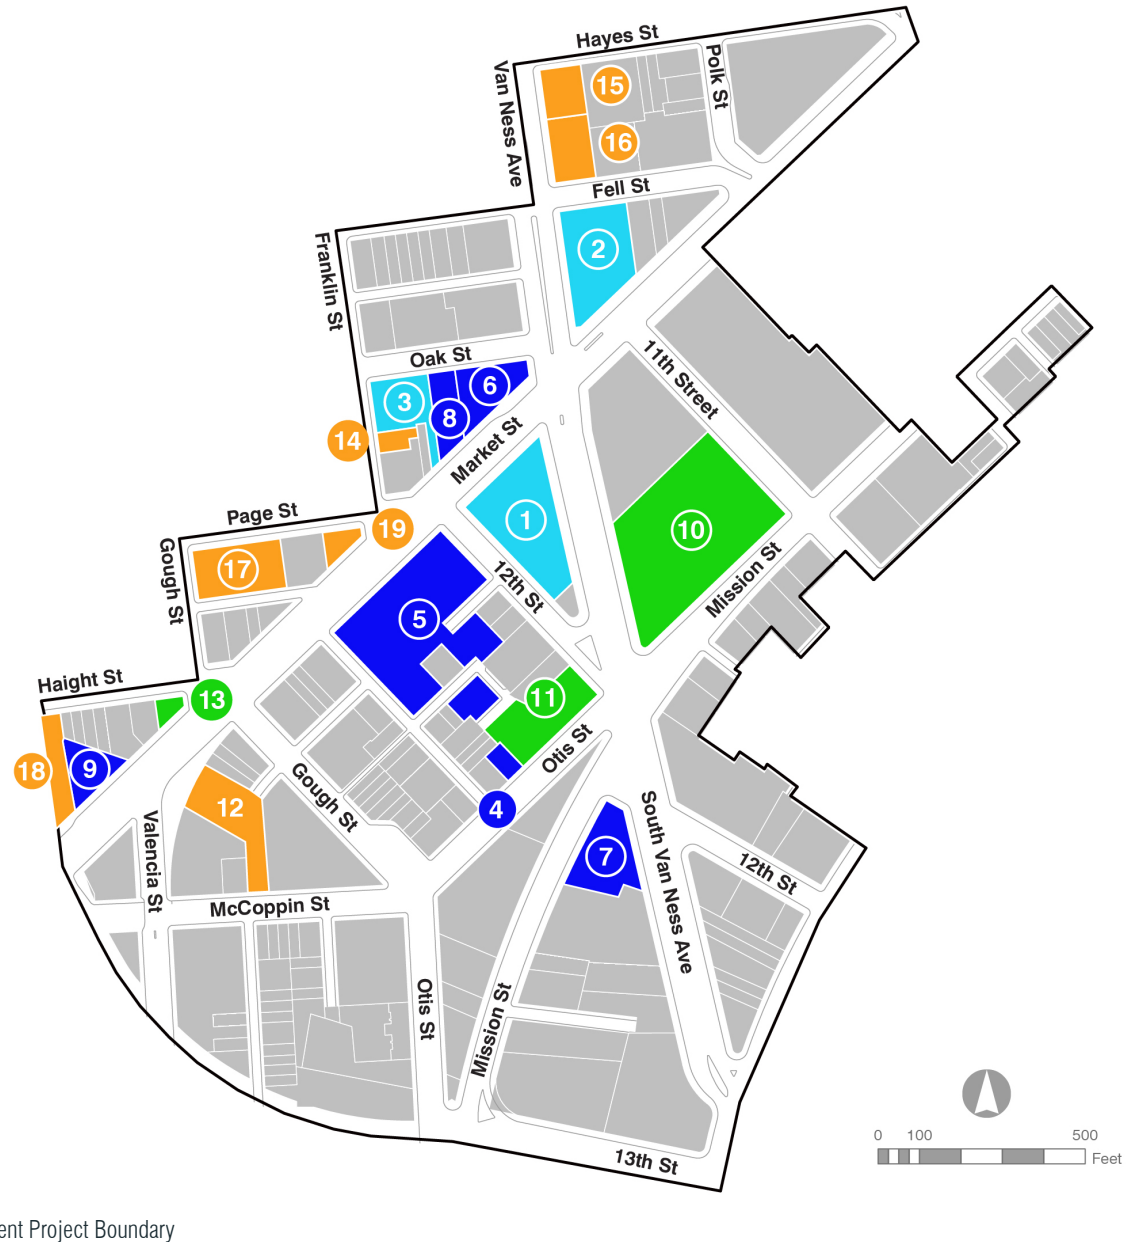 Hayes St
Polk St
Van Ness Ave
15
16
Fell St
2
Franklin St
Oak St
11th Street
3
6
8
14
Market St
1
10
Page St
19
17
Gough St
12th St
Mission St
5
Haight St
13
11
Otis St
18
9
12
Gough St
4
Valencia St
7
South Van Ness Ave
12th St
McCoppin St
Otis St
Mission St
13th St
0 100 500
Feet
ent Project Boundary